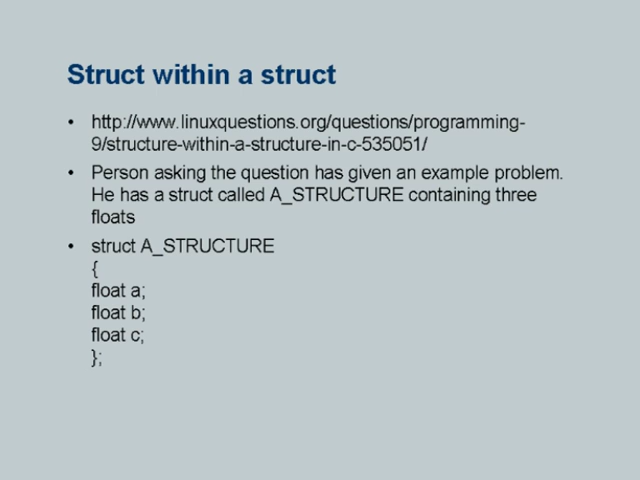 Struct within a struct
• http://www.linuxquestions.org/questions/programming-
9/structure-within-a-structure-in-c-535051/
• Person asking the question has given an example problem.
He has a struct called A_STRUCTURE containing three
floats
• struct A_STRUCTURE
{
float a;
float b;
float c;
};